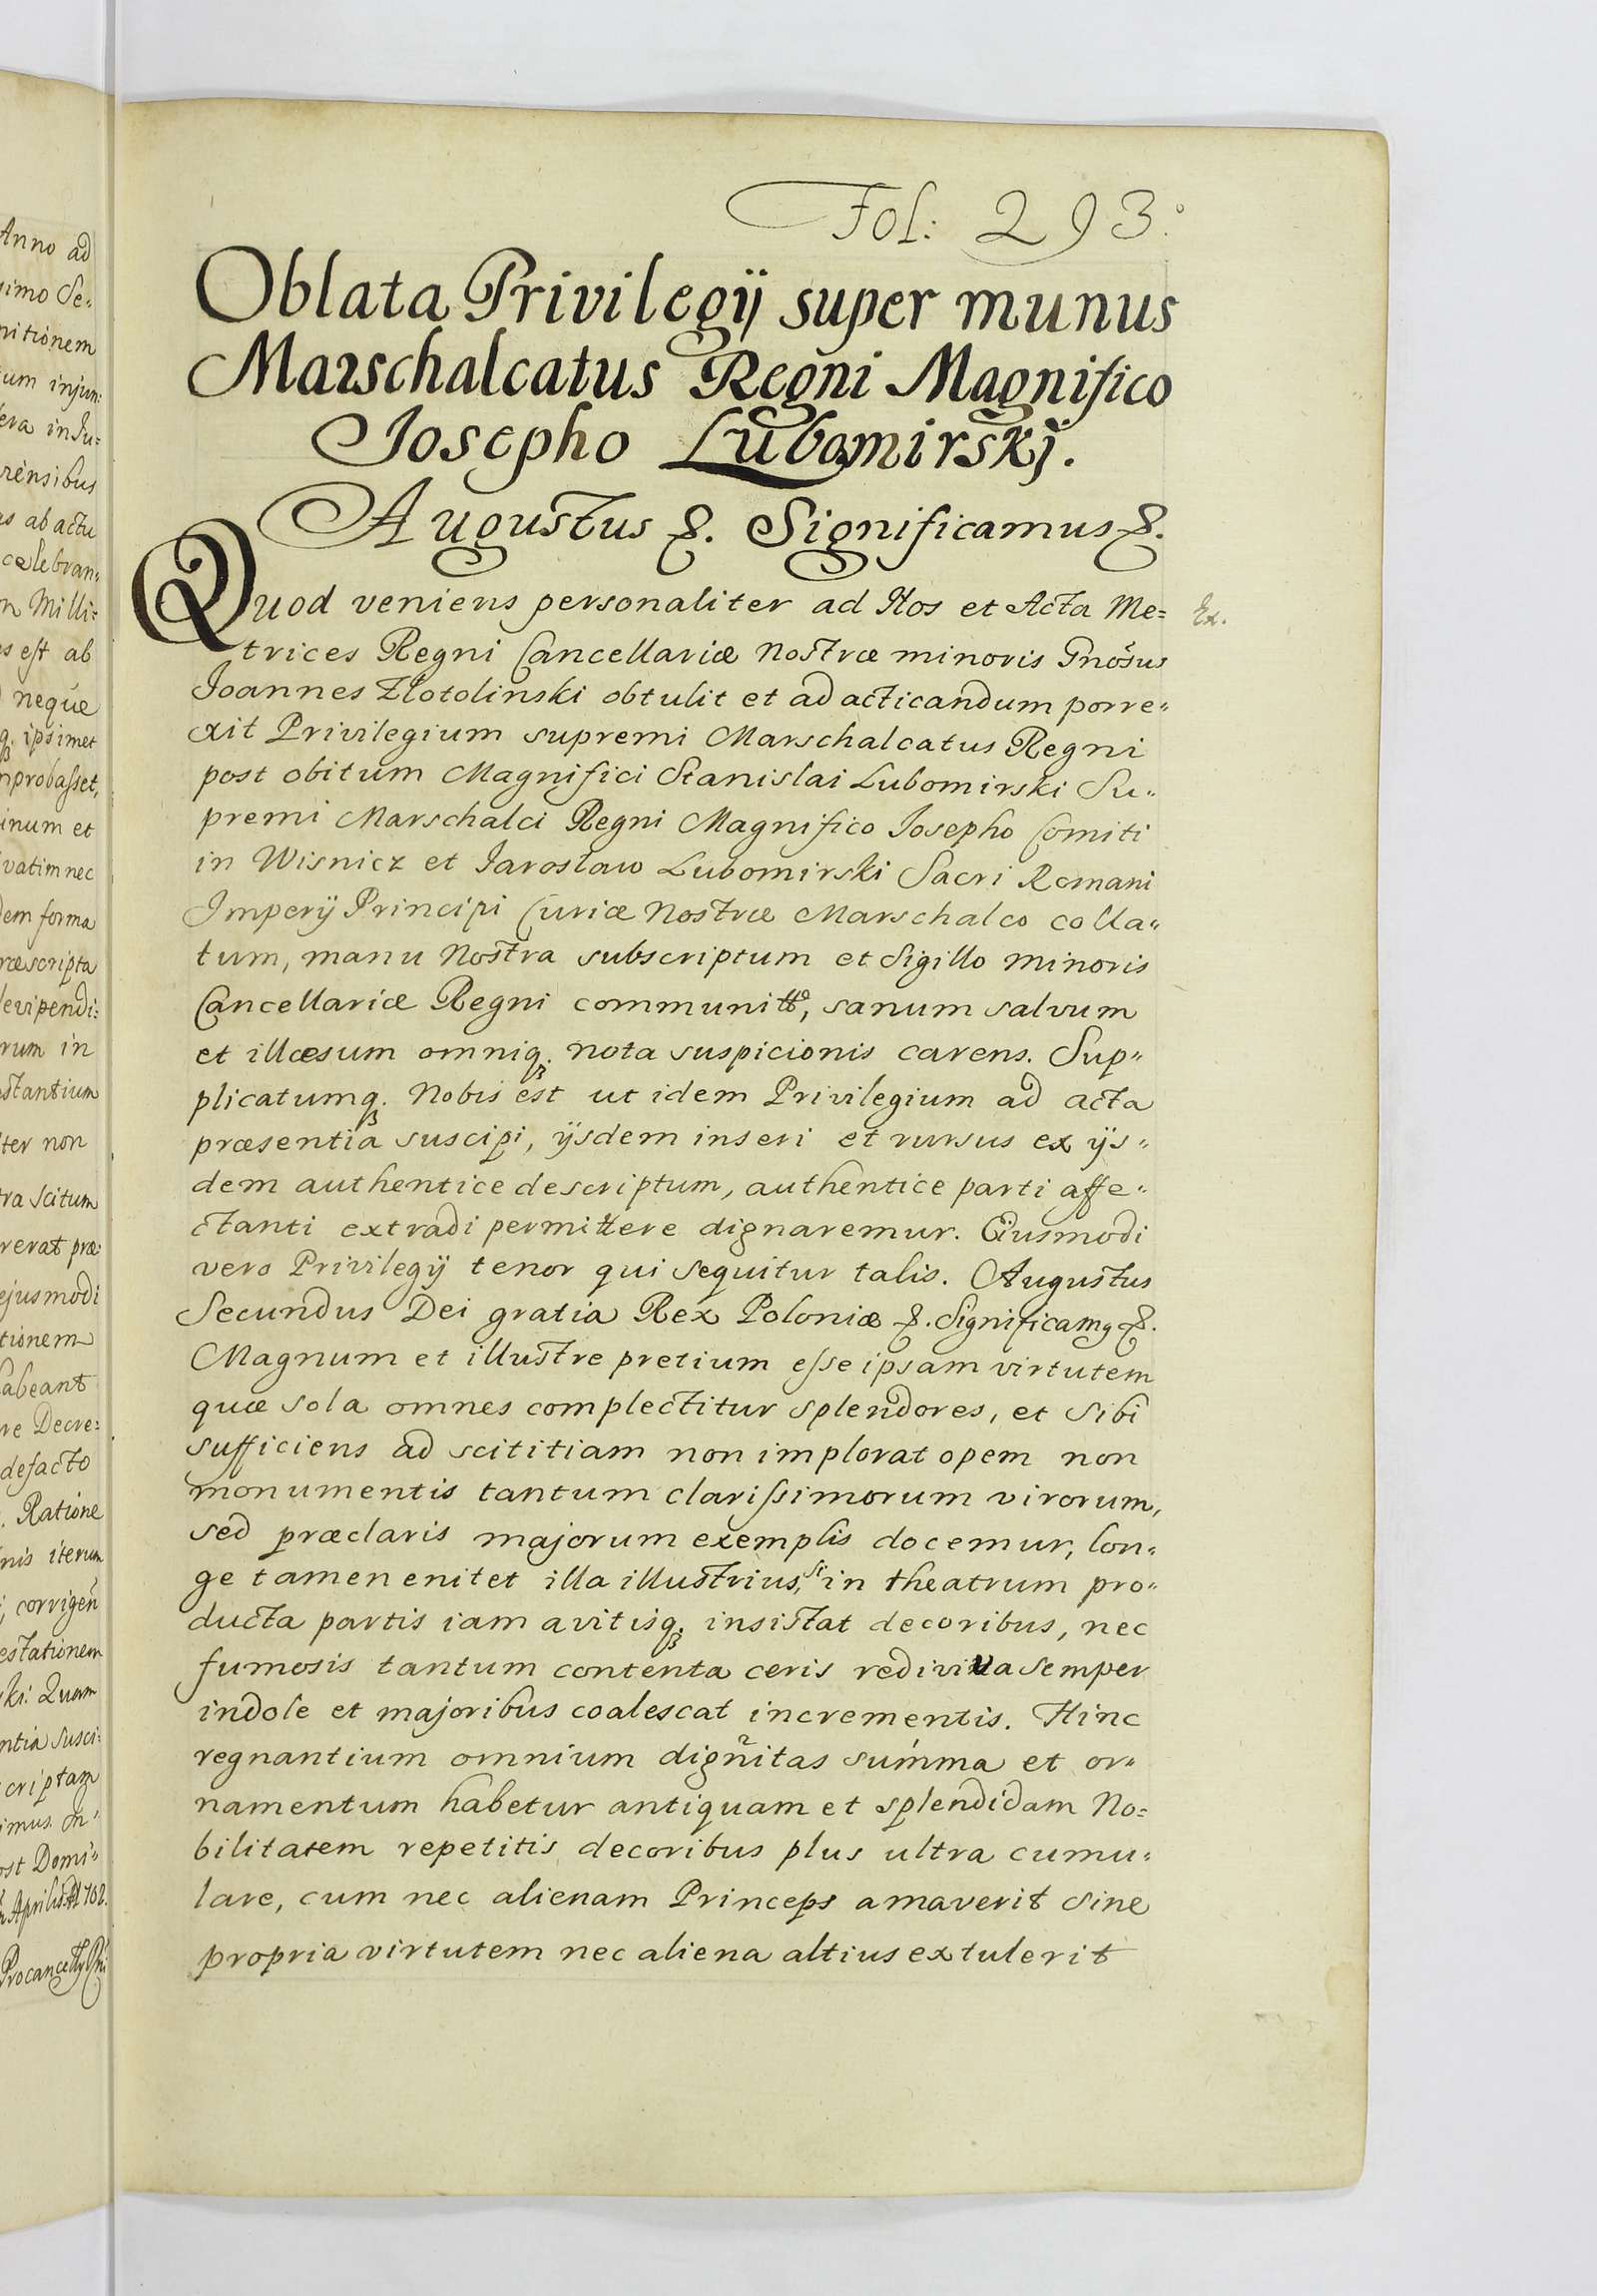 Fol: 293.
Oblata Privilegij super munus
Marschalcatus Regni Magnifico
Josepho Lubomirskj.
Augustus &. Significamus &.
Quod veniens personaliter ad Nos et Acta Me=
trices Regni Cancellariæ Nostræ minoris Gnosus
Ex.
Joannes Zlotolinski obtulit et ad acticandum porre„
xit Privilegium supremi Marschalcatus Regni
post obitum Magnifici Stanislai Lubomirski Su„
premi Marschalci Regni Magnifico Josepho Comiti
in Wisnicz et Jaroslaw Lubomirski Sacri Romani
Imperij Principi Curiæ Nostræ Marschalco colla„
tum, manu Nostra subscriptum et Sigillo minoris
Cancellariæ Regni communitto, sanum salvum
et illæsum omniq; nota suspicionis carens. Sup„
plicatumq; Nobis est ut idem Privilegium ad acta
præsentia suscipi, ijsdem inseri et rursus ex ijs„
dem authentice descriptum, authentice parti affe„
ctanti extradi permittere dignaremur. Eiusmodi
vero Privilegij tenor qui sequitur talis. Augustus
Secundus Dei gratia Rex Poloniæ &. Significamg &.
Magnum et illustre pretium esse ipsam virtutem
quæ sola omnes complectitur splendores, et sibi
sufficiens ad scititiam non implorat opem non
monumentis tantum clarissimorum virorum,
sed præclaris majorum exemplis docemur, lon„
ge tamen enitet illa illustrius, si in theatrum pro„
ducta partis iam avitisq; insistat decoribus, nec
fumosis tantum contenta ceris rediviva semper
indole et majoribus coalescat incrementis. Hinc
regnantium omnium dignitas summa et or„
namentum habetur antiquam et splendidam No=
bilitatem repetitis decoribus plus ultra cumu„
lare, cum nec alienam Princeps amaverit sine
propria virtutem nec aliena altius extulerit